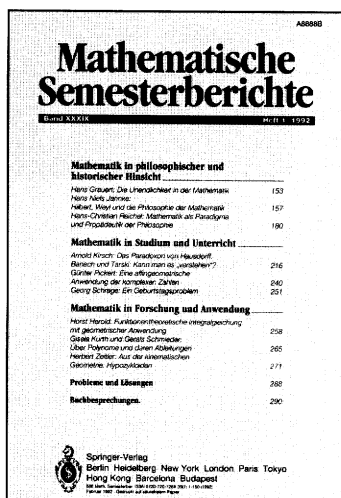 A8888B
Mathematische
Semesterberichte
Band XXXIX Heft 1 1992
Mathematik in philosophischer und
historischer Hinsicht
Hans Grauert: Die Unendlichkeit in der Mathematik 153
Hans Niels Jahnke:
Hilbert, Weyl und die Philosophie der Mathematik 157
Hans-Christian Reichel: Mathematik als Paradigma
und Propädeutik der Philosophie 180
Mathematik in Studium und Unterricht
Arnold Kirsch: Das Paradoxon von Hausdorff,
Banach und Tarski: Kann man es „verstehen“? 216
Günter Pickert: Eine affingeometrische
Anwendung der komplexen Zahlen 240
Georg Schrage: Ein Geburtstagsproblem 251
Mathematik in Forschung und Anwendung
Horst Herold: Funktionentheoretische Integralgleichung
mit geometrischer Anwendung 258
Gisela Kurth und Gerald Schmieder:
Über Polynome und deren Ableitungen 265
Herbert Zeitler: Aus der kinematischen
Geometrie. Hypozykloiden 271
Probleme und Lösungen 288
Buchbesprechungen 290
Springer-Verlag
Berlin Heidelberg New York London Paris Tokyo
Hong Kong Barcelona Budapest